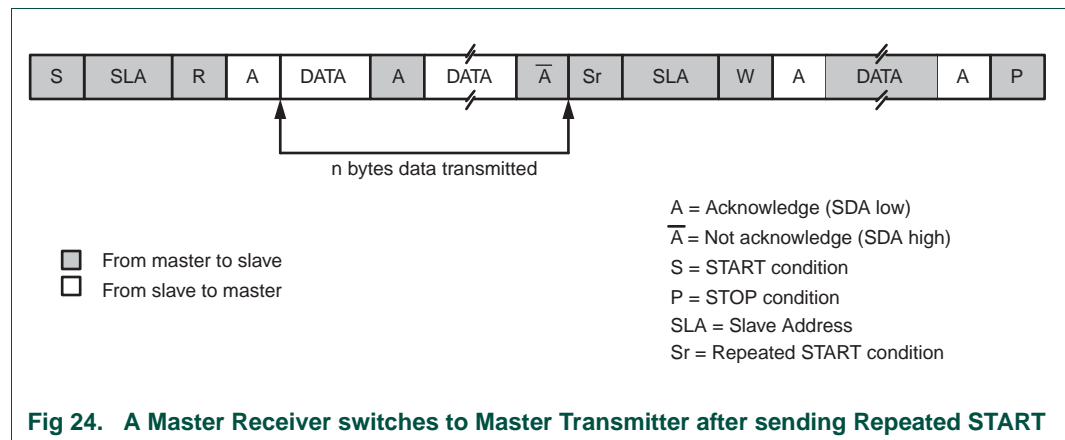 S SLA R A DATA A DATA A̅ Sr SLA W A DATA A P
n bytes data transmitted
A = Acknowledge (SDA low)
A̅ = Not acknowledge (SDA high)
S = START condition
P = STOP condition
SLA = Slave Address
Sr = Repeated START condition
From master to slave
From slave to master
Fig 24. A Master Receiver switches to Master Transmitter after sending Repeated START